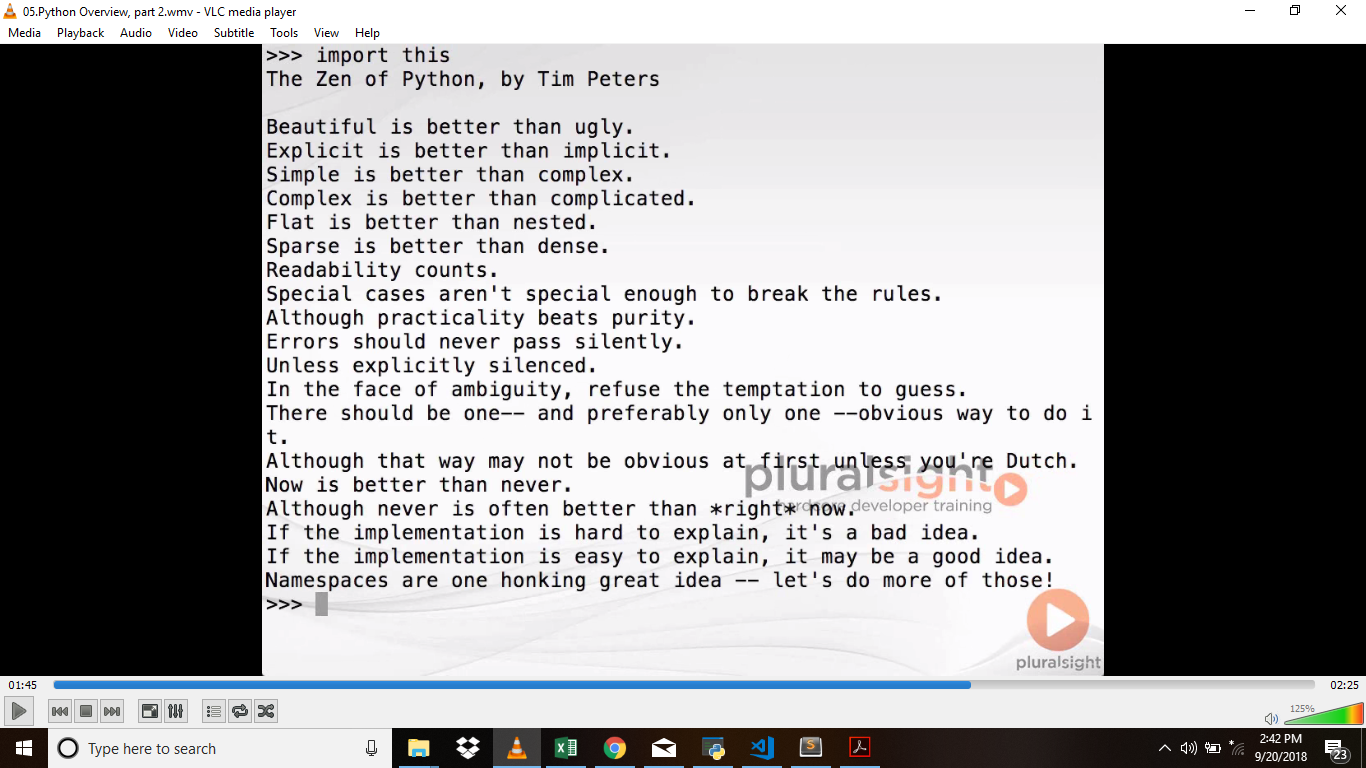 05.Python Overview, part 2.wmv - VLC media player
Media Playback Audio Video Subtitle Tools View Help
>>> import this
The Zen of Python, by Tim Peters
Beautiful is better than ugly.
Explicit is better than implicit.
Simple is better than complex.
Complex is better than complicated.
Flat is better than nested.
Sparse is better than dense.
Readability counts.
Special cases aren't special enough to break the rules.
Although practicality beats purity.
Errors should never pass silently.
Unless explicitly silenced.
In the face of ambiguity, refuse the temptation to guess.
There should be one-- and preferably only one --obvious way to do i
t.
Although that way may not be obvious at first unless you're Dutch.
pluralsight
Now is better than never.
hardcore developer training
Although never is often better than *right* now.
If the implementation is hard to explain, it's a bad idea.
If the implementation is easy to explain, it may be a good idea.
Namespaces are one honking great idea -- let's do more of those!
>>>
pluralsight
01:45 02:25
125%
Type here to search
2:42 PM
9/20/2018
23